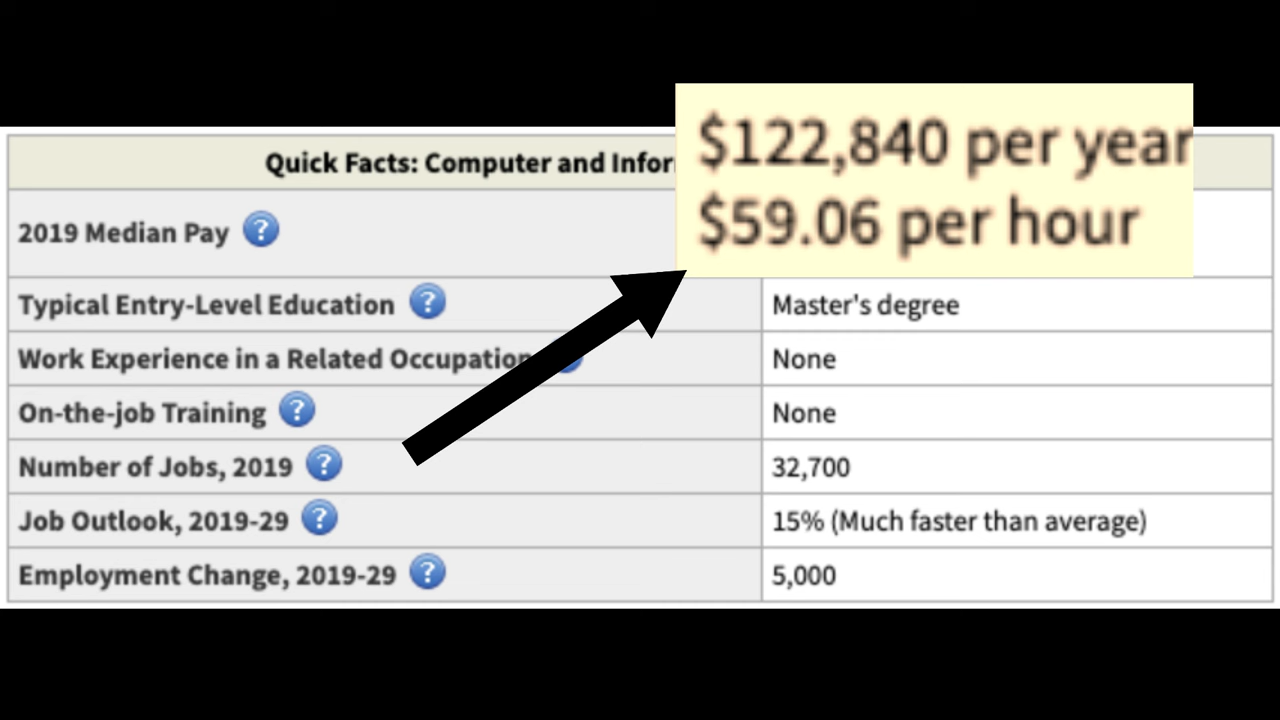 Quick Facts: Computer and Infor
2019 Median Pay ?
$122,840 per year
$59.06 per hour
Typical Entry-Level Education ? Master's degree
Work Experience in a Related Occupation None
On-the-job Training ? None
Number of Jobs, 2019 ? 32,700
Job Outlook, 2019-29 ? 15% (Much faster than average)
Employment Change, 2019-29 ? 5,000